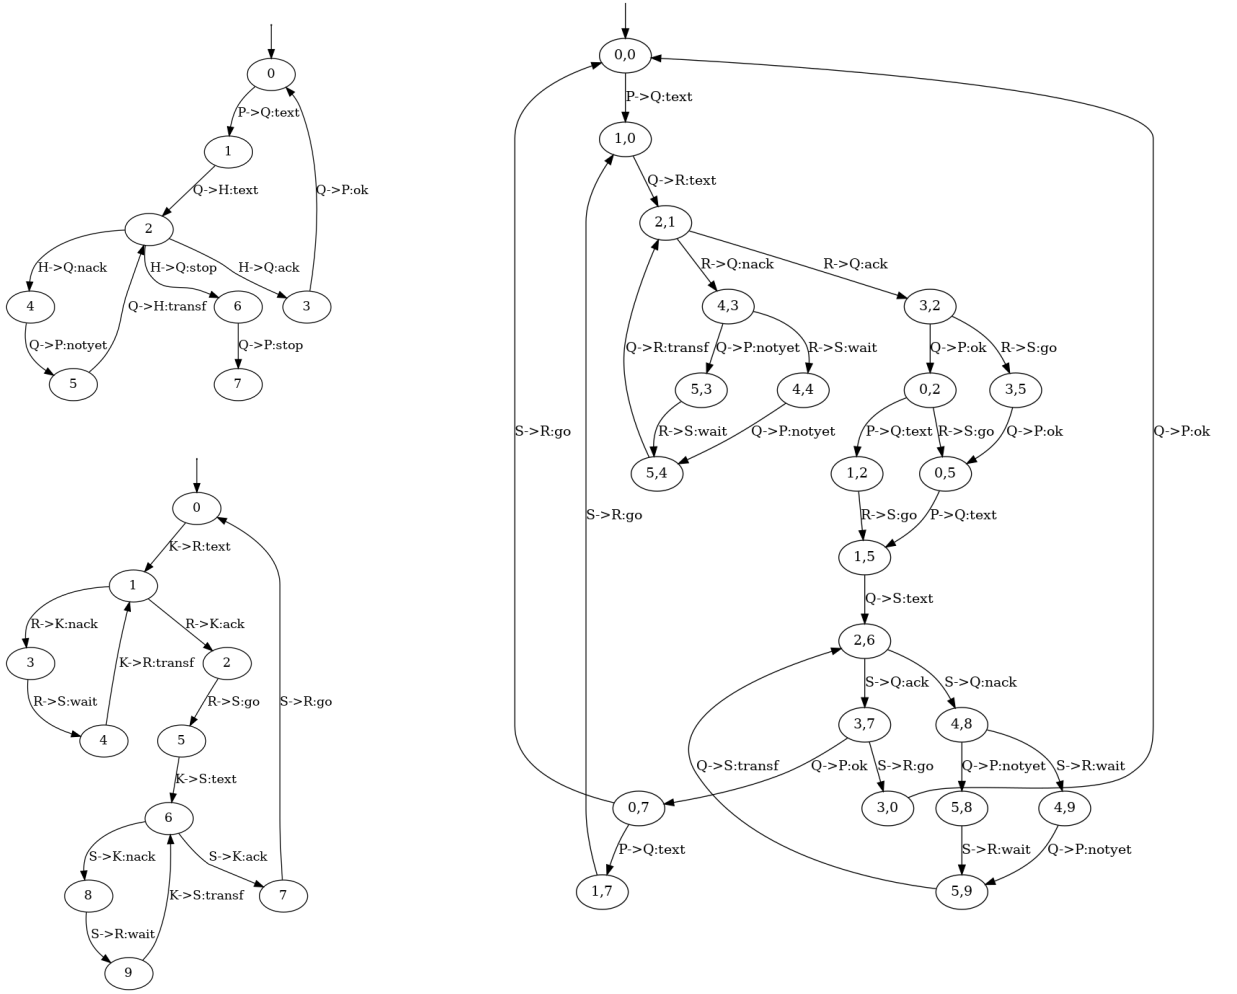 0
P->Q:text
1
Q->H:text
Q->P:ok
2
H->Q:nack
H->Q:stop
H->Q:ack
4
Q->H:transf
6
3
Q->P:notyet
Q->P:stop
5
7
0
K->R:text
1
R->K:nack
R->K:ack
3
K->R:transf
2
R->S:wait
R->S:go
S->R:go
4
5
K->S:text
6
S->K:nack
S->K:ack
8
K->S:transf
7
S->R:wait
9
0,0
P->Q:text
1,0
Q->R:text
2,1
R->Q:nack
R->Q:ack
4,3
3,2
Q->R:transf
Q->P:notyet
R->S:wait
Q->P:ok
R->S:go
5,3
4,4
0,2
3,5
S->R:go
R->S:wait
Q->P:notyet
P->Q:text
R->S:go
Q->P:ok
Q->P:ok
5,4
1,2
0,5
S->R:go
R->S:go
P->Q:text
1,5
Q->S:text
2,6
S->Q:ack
S->Q:nack
3,7
4,8
Q->S:transf
Q->P:ok
S->R:go
Q->P:notyet
S->R:wait
0,7
3,0
5,8
4,9
P->Q:text
S->R:wait
Q->P:notyet
1,7
5,9